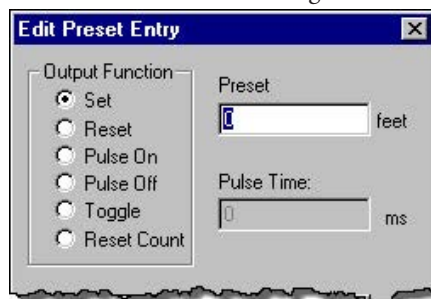 Edit Preset Entry
Output Function
Set
Reset
Pulse On
Pulse Off
Toggle
Reset Count
Preset
0 feet
Pulse Time:
0 ms